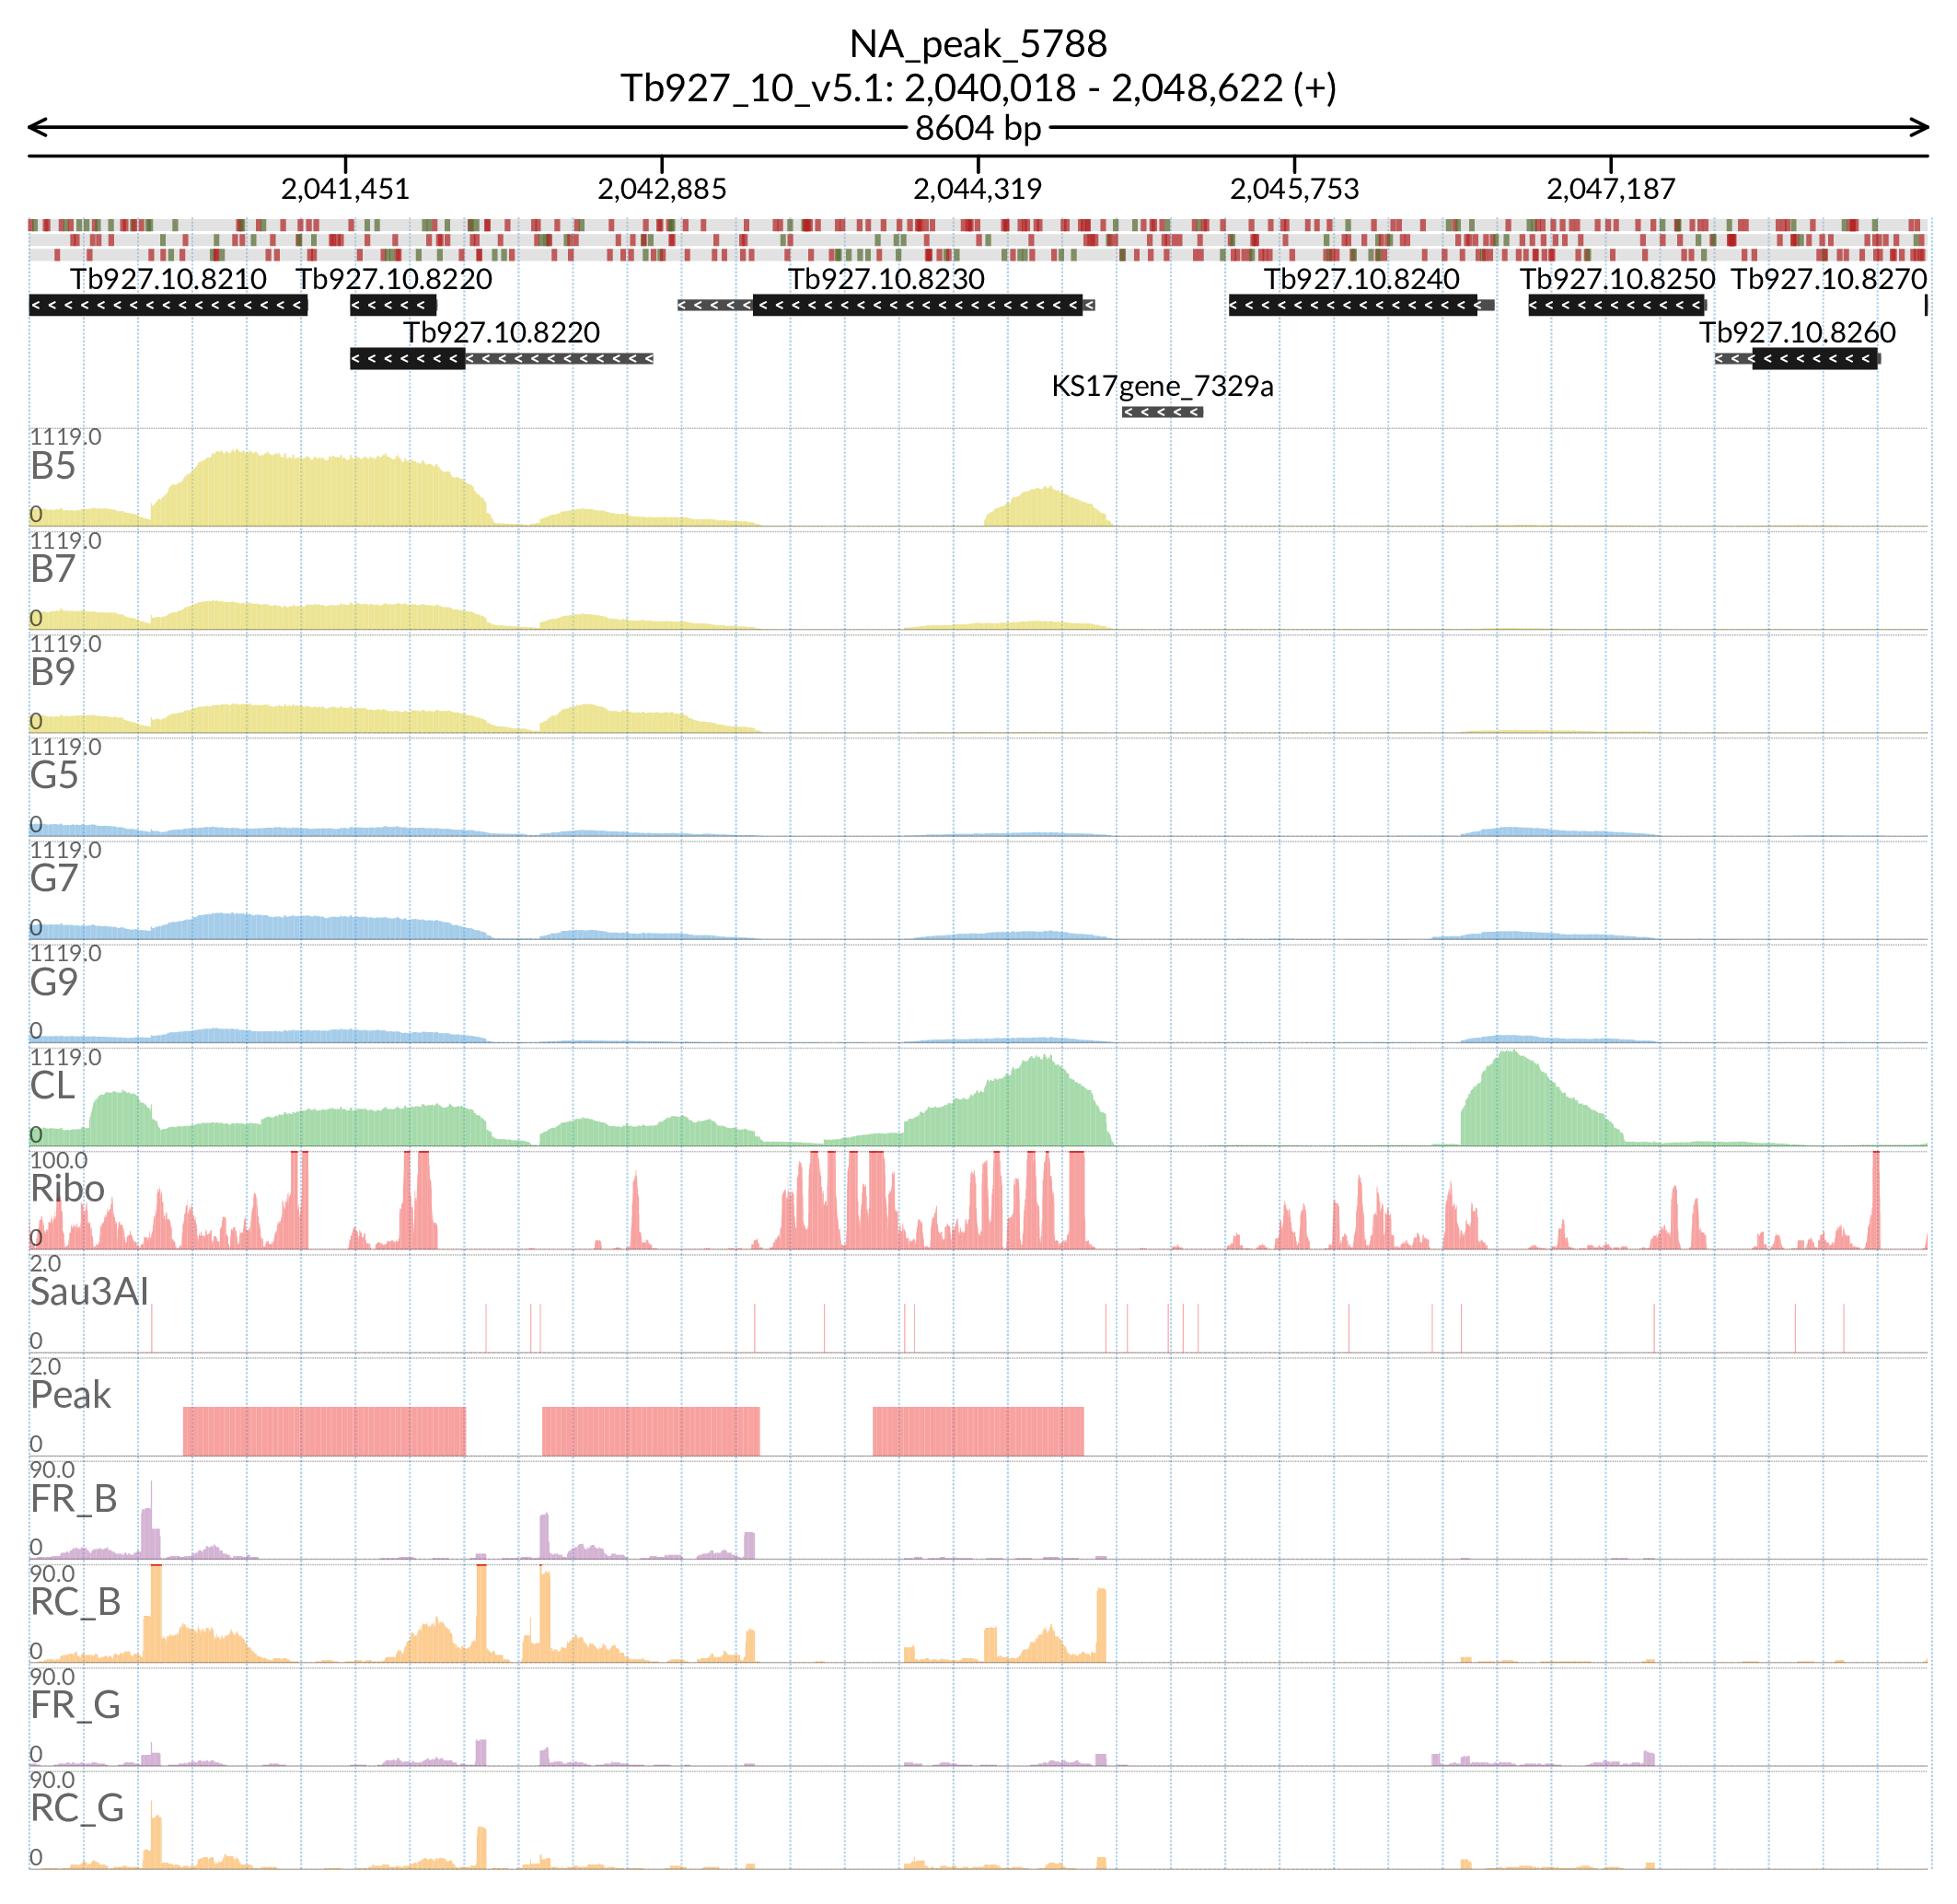 NA_peak_5788
Tb927_10_v5.1: 2,040,018 - 2,048,622 (+)
8604 bp
2,041,451 2,042,885 2,044,319 2,045,753 2,047,187
Tb927.10.8210 Tb927.10.8220 Tb927.10.8230 Tb927.10.8240 Tb927.10.8250 Tb927.10.8270
Tb927.10.8220 Tb927.10.8260
KS17gene_7329a
1119.0
B5
0
1119.0
B7
0
1119.0
B9
0
1119.0
G5
0
1119.0
G7
0
1119.0
G9
0
1119.0
CL
0
100.0
Ribo
0
2.0
Sau3AI
0
2.0
Peak
0
90.0
FR_B
0
90.0
RC_B
0
90.0
FR_G
0
90.0
RC_G
0